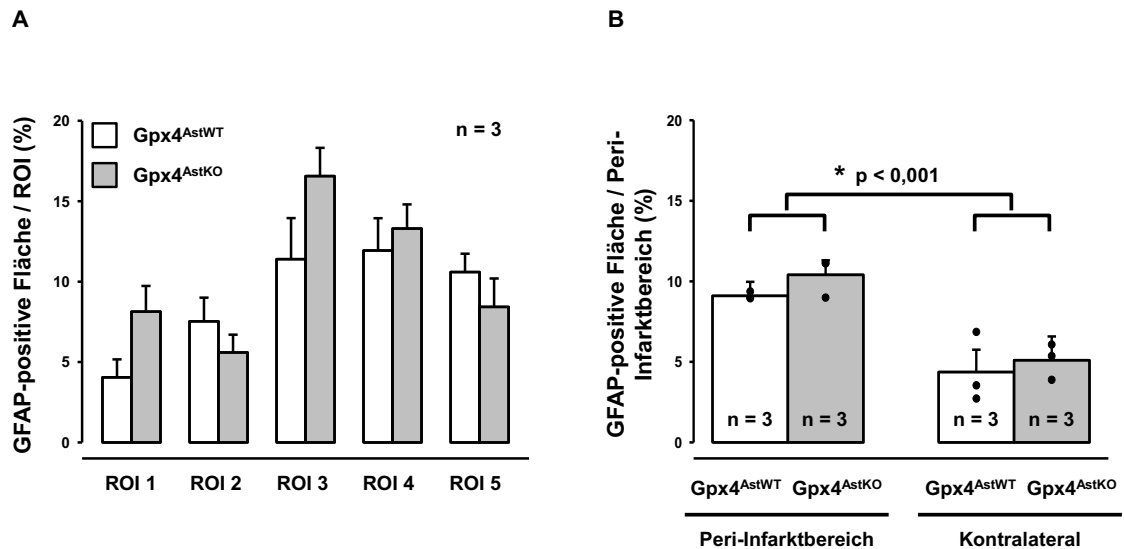 A
GFAP-positive Fläche / ROI (%)
20
15
10
5
0
Gpx4AstWT
Gpx4AstKO
n = 3
ROI 1 ROI 2 ROI 3 ROI 4 ROI 5
B
GFAP-positive Fläche / Peri-
Infarktbereich (%)
20
15
10
5
0
* p < 0,001
n = 3 n = 3 n = 3 n = 3
Gpx4AstWT Gpx4AstKO Gpx4AstWT Gpx4AstKO
Peri-Infarktbereich Kontralateral